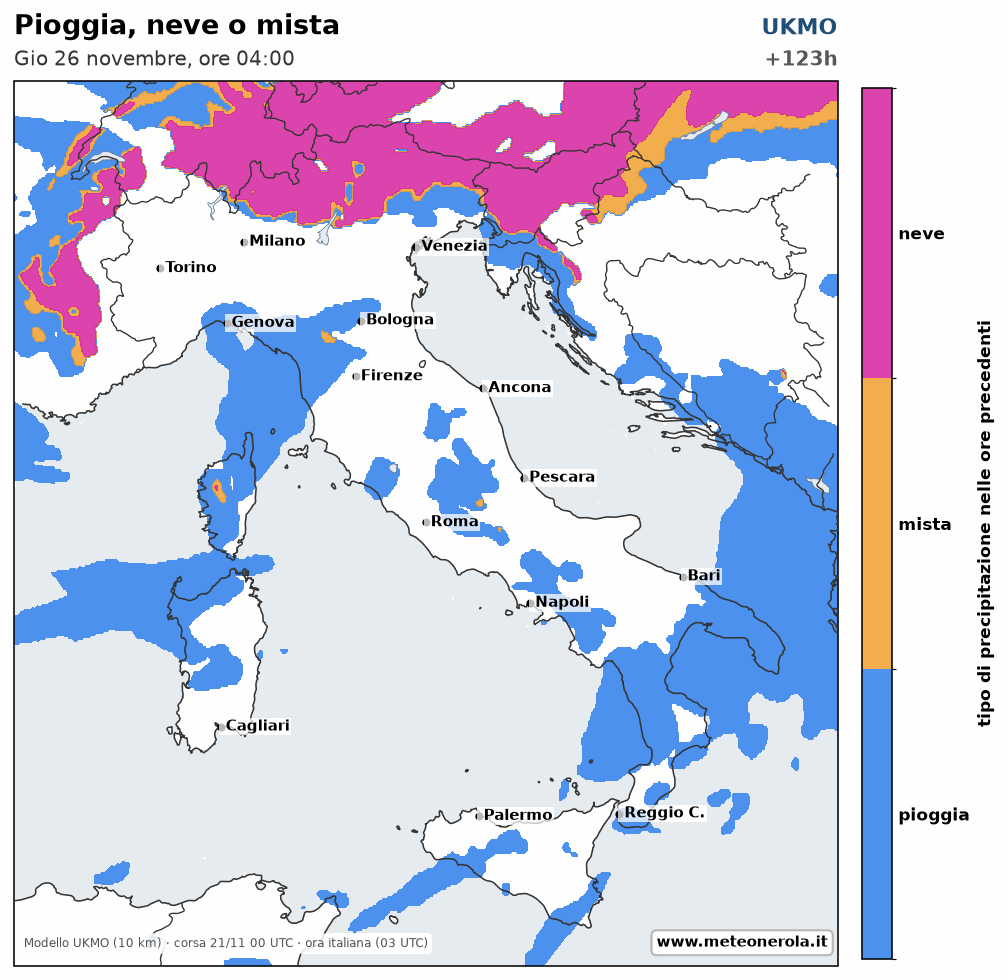 Pioggia, neve o mista
UKMO
Gio 26 novembre, ore 04:00
+123h
neve
Milano
Venezia
Torino
Genova
Bologna
Firenze
Ancona
Pescara
Roma
mista
tipo di precipitazione nelle ore precedenti
Bari
Napoli
Cagliari
Palermo
Reggio C.
pioggia
Modello UKMO (10 km) · corsa 21/11 00 UTC · ora italiana (03 UTC)
www.meteonerola.it